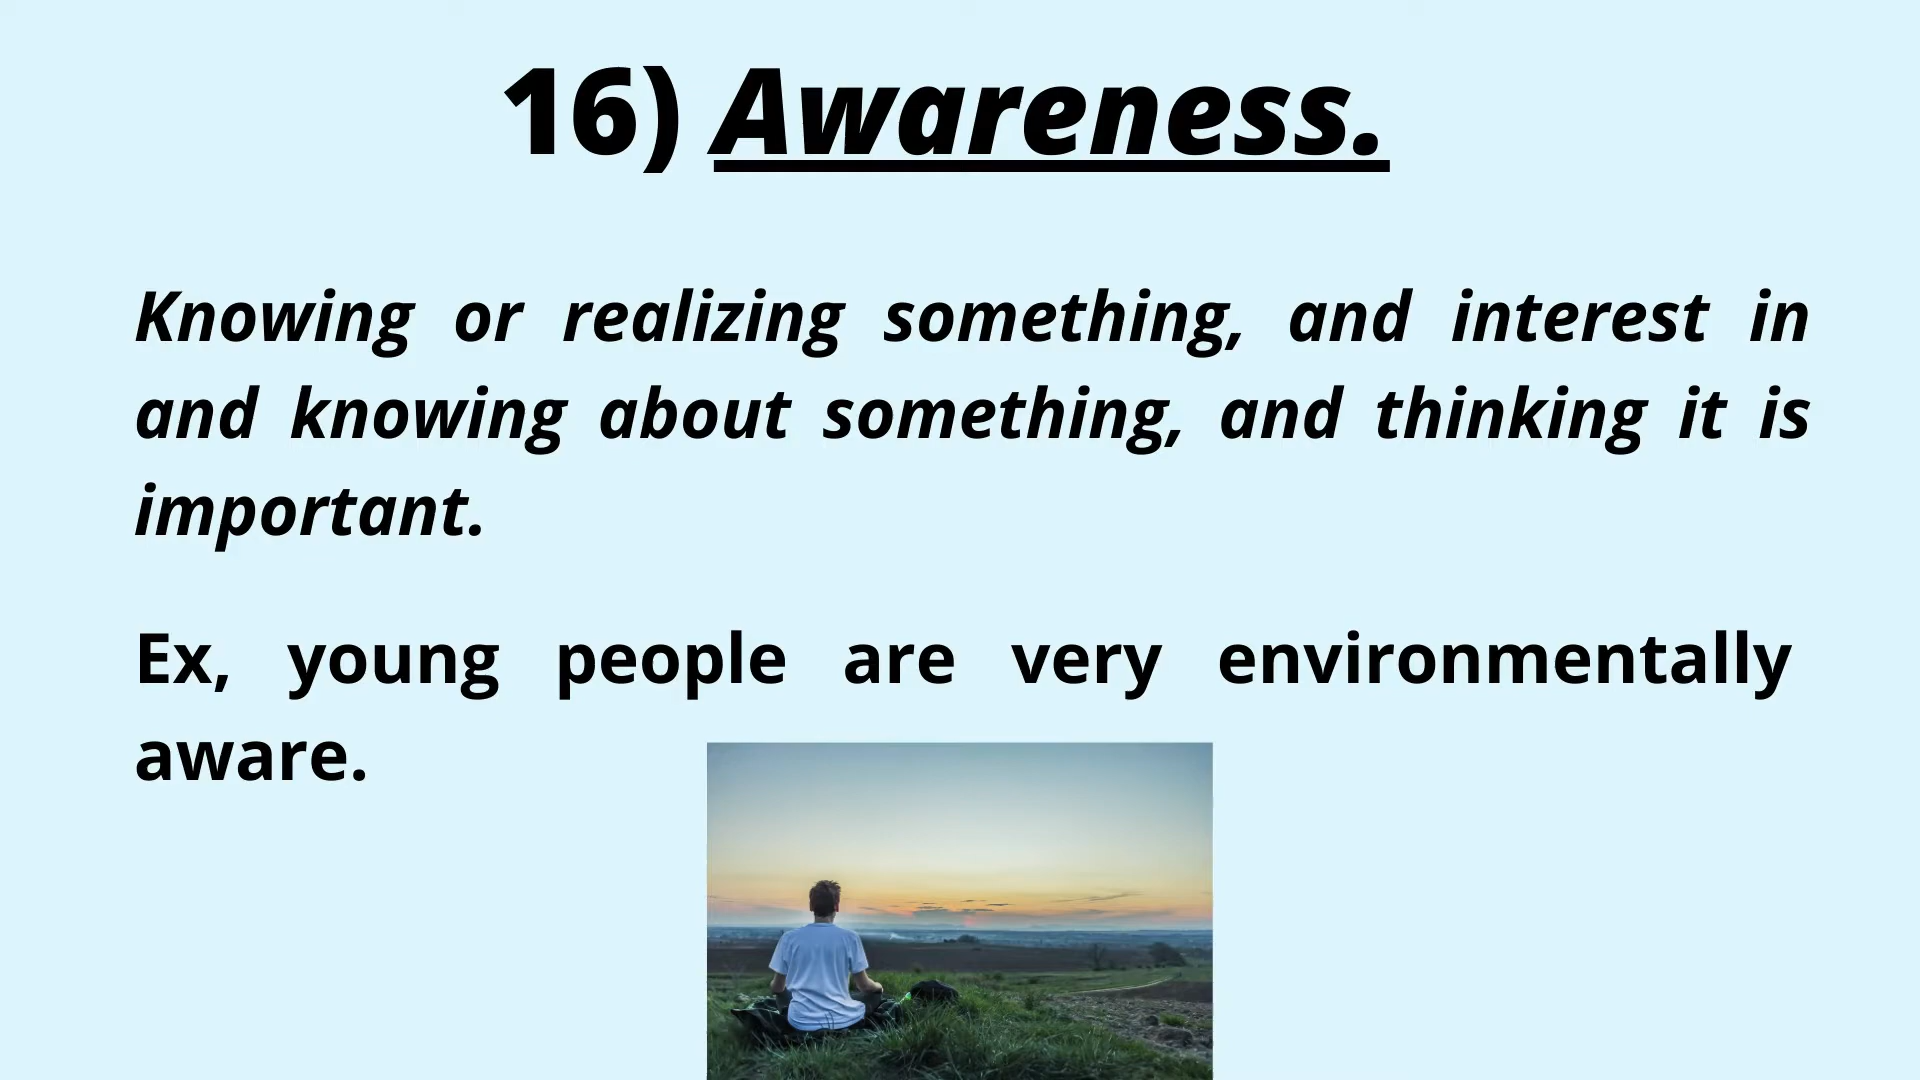 16) Awareness.
Knowing or realizing something, and interest in
and knowing about something, and thinking it is
important.
Ex, young people are very environmentally
aware.